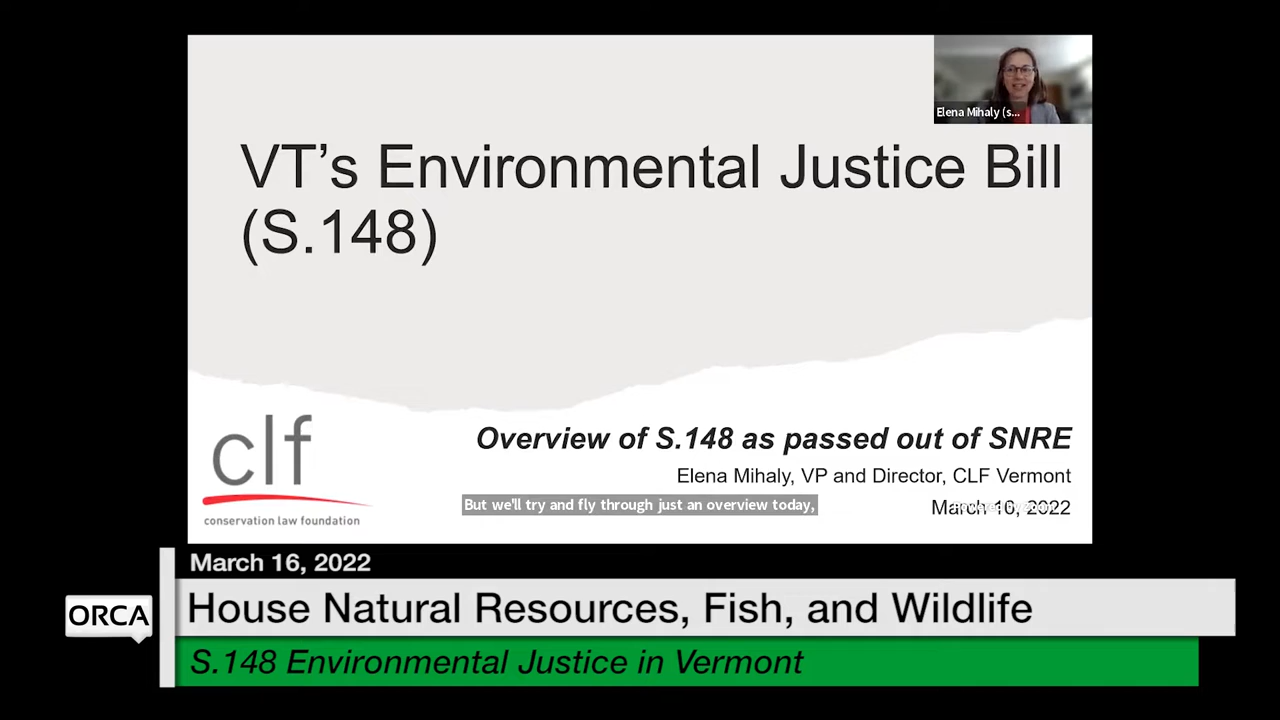 Elena Mihaly (s...
VT's Environmental Justice Bill
(S.148)
clf
conservation law foundation
Overview of S.148 as passed out of SNRE
Elena Mihaly, VP and Director, CLF Vermont
But we'll try and fly through just an overview today,
March 16, 2022
March 16, 2022
ORCA
House Natural Resources, Fish, and Wildlife
S.148 Environmental Justice in Vermont